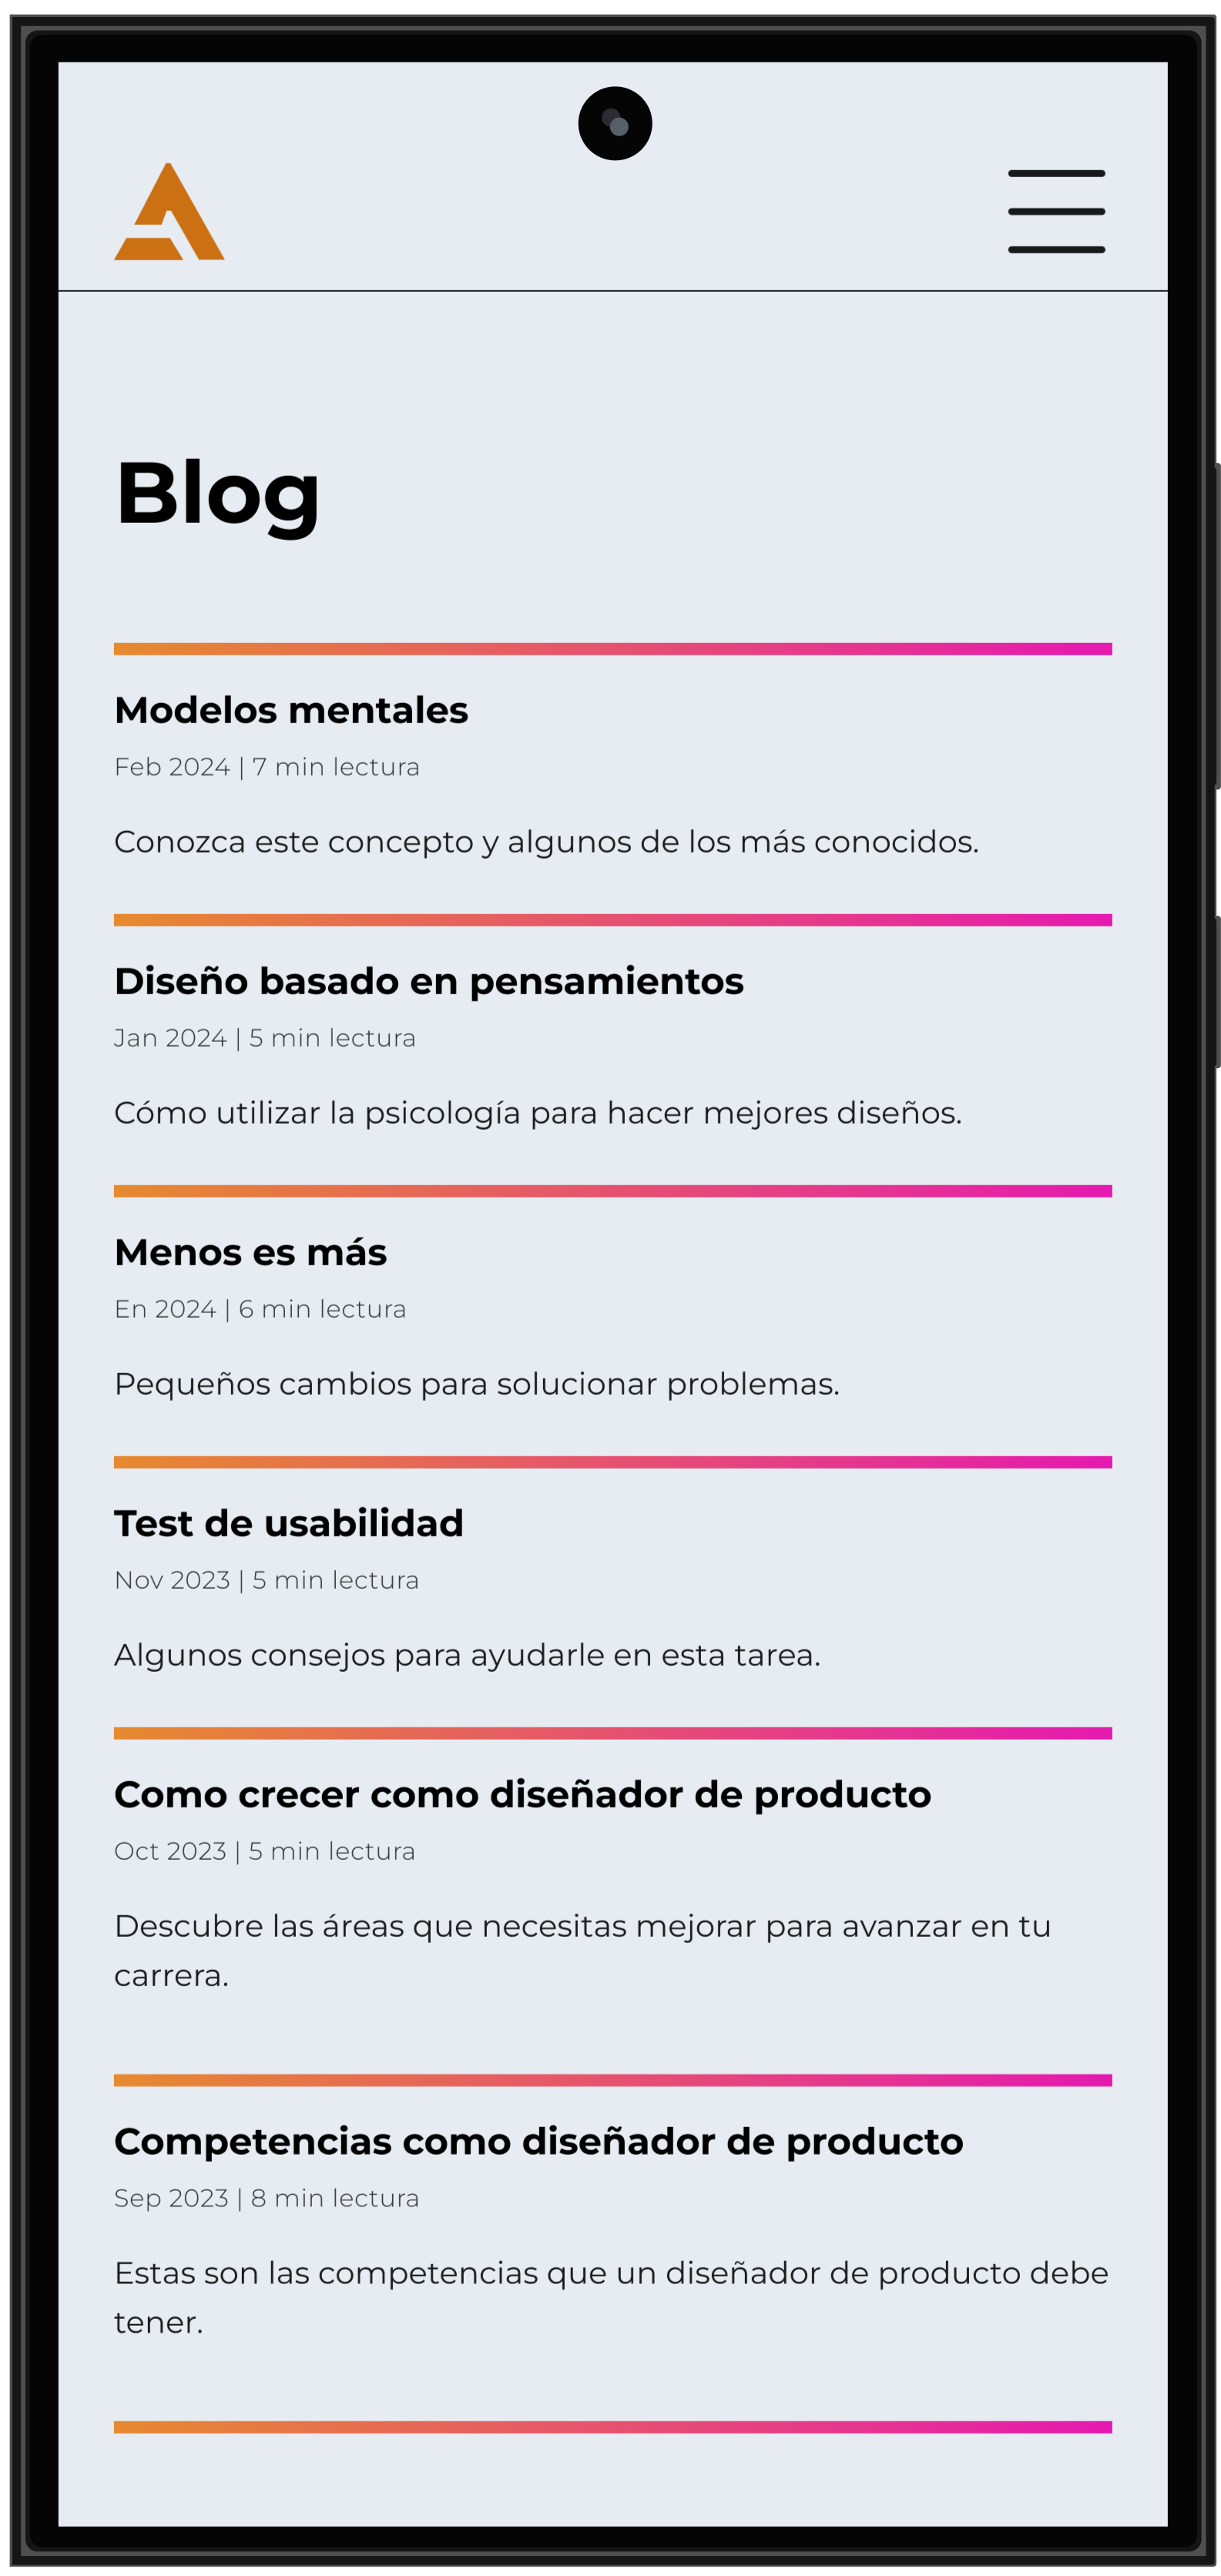 Blog
Modelos mentales
Feb 2024 | 7 min lectura
Conozca este concepto y algunos de los más conocidos.
Diseño basado en pensamientos
Jan 2024 | 5 min lectura
Cómo utilizar la psicología para hacer mejores diseños.
Menos es más
En 2024 | 6 min lectura
Pequeños cambios para solucionar problemas.
Test de usabilidad
Nov 2023 | 5 min lectura
Algunos consejos para ayudarle en esta tarea.
Como crecer como diseñador de producto
Oct 2023 | 5 min lectura
Descubre las áreas que necesitas mejorar para avanzar en tu
carrera.
Competencias como diseñador de producto
Sep 2023 | 8 min lectura
Estas son las competencias que un diseñador de producto debe
tener.